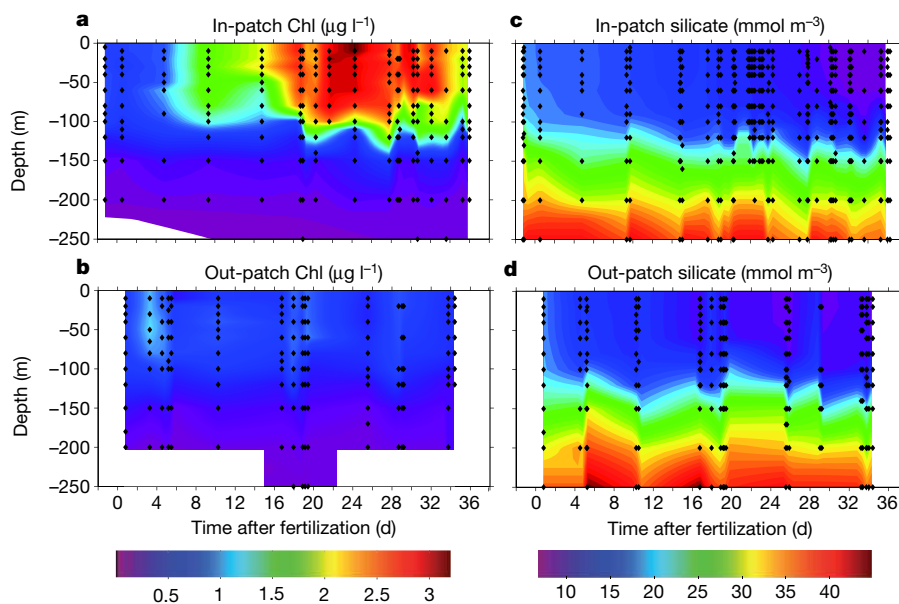 a In-patch Chl (µg l⁻¹)
c In-patch silicate (mmol m⁻³)
0
−50
−100
−150
−200
−250
Depth (m)
b Out-patch Chl (µg l⁻¹)
d Out-patch silicate (mmol m⁻³)
0
−50
−100
−150
−200
−250
Depth (m)
0 4 8 12 16 20 24 28 32 36
0 4 8 12 16 20 24 28 32 36
Time after fertilization (d)
Time after fertilization (d)
0.5 1 1.5 2 2.5 3
10 15 20 25 30 35 40